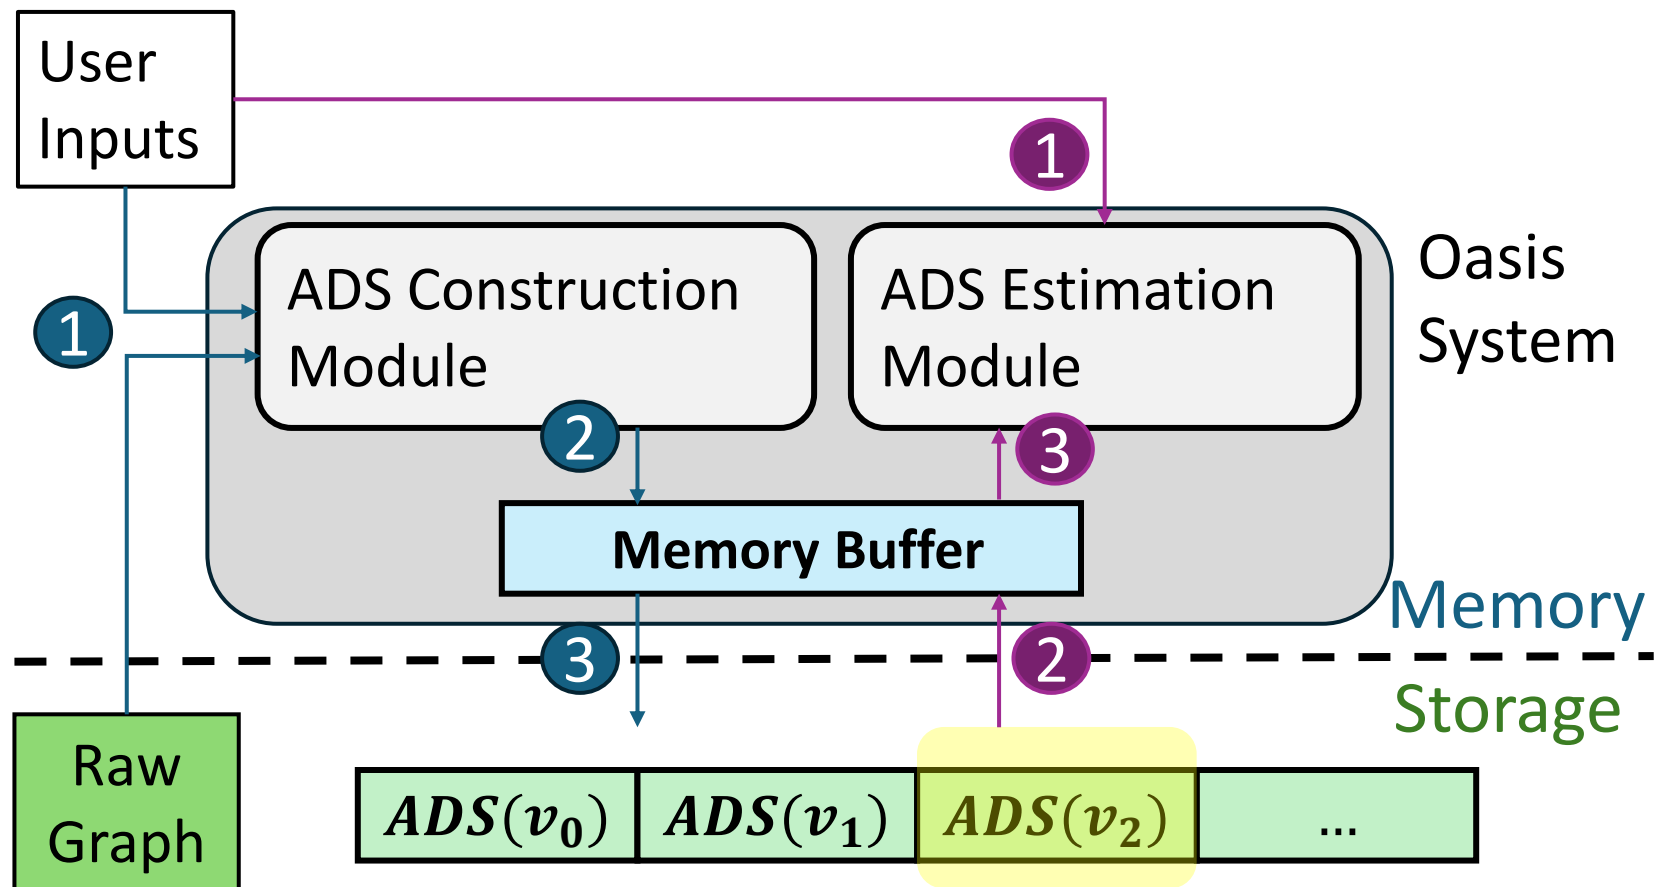 User
Inputs
1
ADS Construction
Module
ADS Estimation
Module
Oasis
System
1
2
3
Memory Buffer
Memory
3
2
Storage
Raw
Graph
ADS(v₀)
ADS(v₁)
ADS(v₂)
...